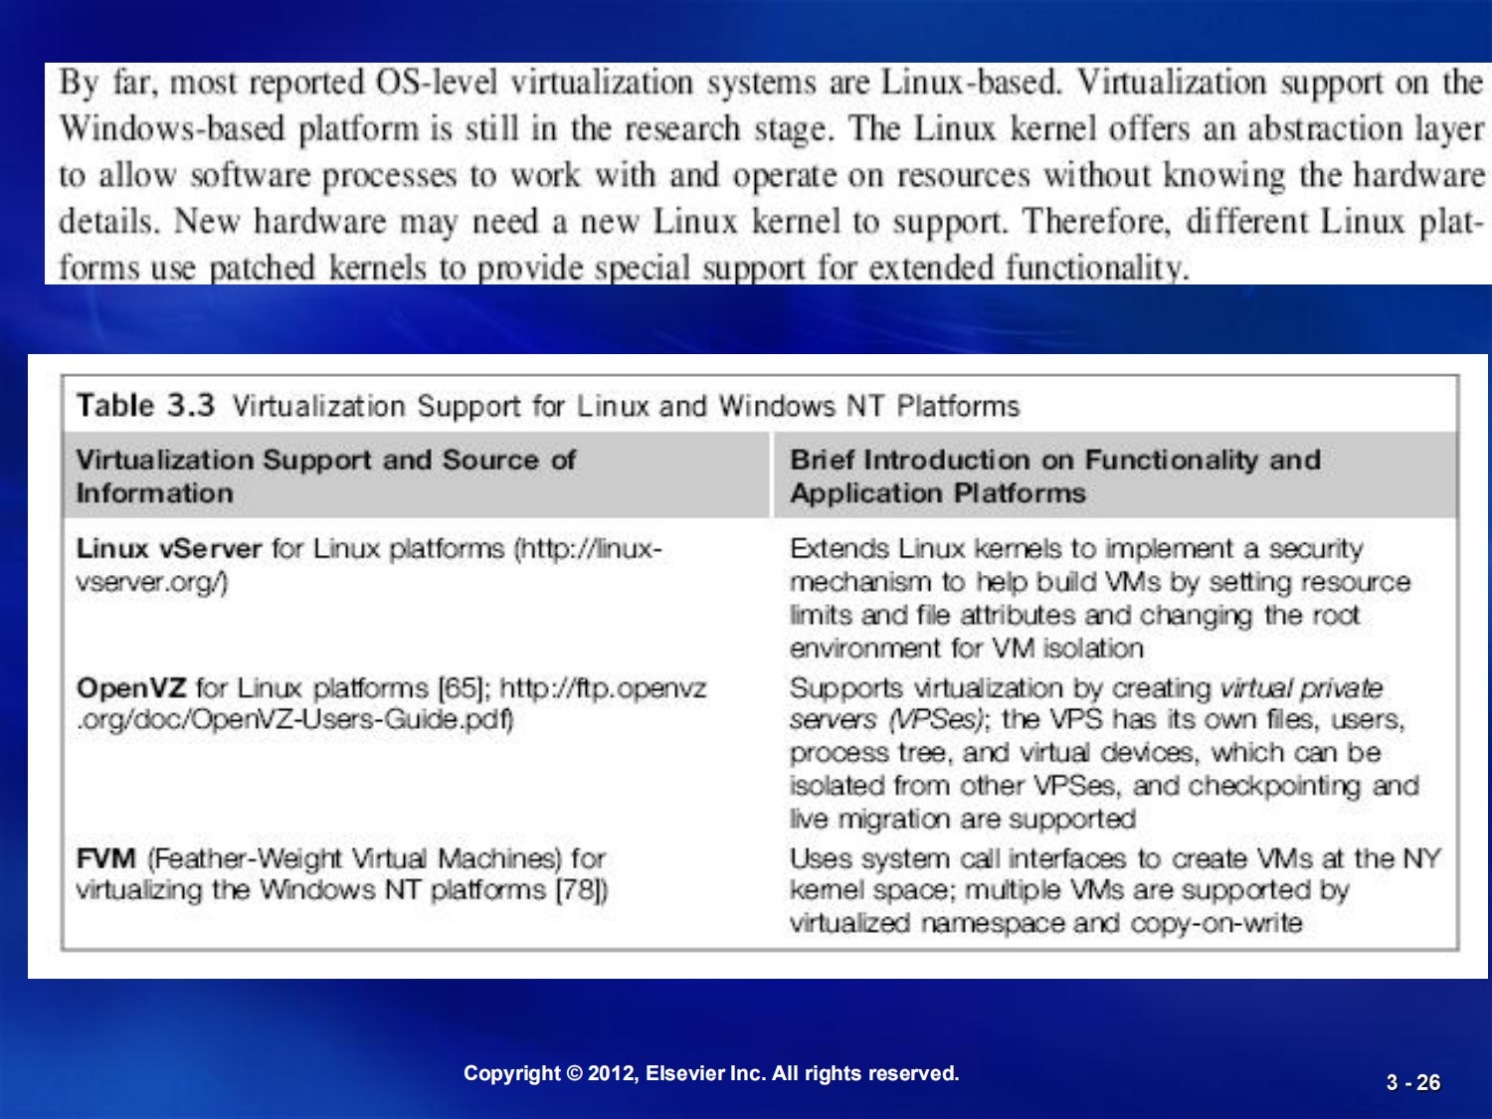 By far, most reported OS-level virtualization systems are Linux-based. Virtualization support on the
Windows-based platform is still in the research stage. The Linux kernel offers an abstraction layer
to allow software processes to work with and operate on resources without knowing the hardware
details. New hardware may need a new Linux kernel to support. Therefore, different Linux plat-
forms use patched kernels to provide special support for extended functionality.
Table 3.3 Virtualization Support for Linux and Windows NT Platforms
Virtualization Support and Source of
Information
Brief Introduction on Functionality and
Application Platforms
Linux vServer for Linux platforms (http://linux-
vserver.org/)
Extends Linux kernels to implement a security
mechanism to help build VMs by setting resource
limits and file attributes and changing the root
environment for VM isolation
OpenVZ for Linux platforms [65]; http://ftp.openvz
.org/doc/OpenVZ-Users-Guide.pdf)
Supports virtualization by creating virtual private
servers (VPSes); the VPS has its own files, users,
process tree, and virtual devices, which can be
isolated from other VPSes, and checkpointing and
live migration are supported
FVM (Feather-Weight Virtual Machines) for
virtualizing the Windows NT platforms [78])
Uses system call interfaces to create VMs at the NY
kernel space; multiple VMs are supported by
virtualized namespace and copy-on-write
Copyright © 2012, Elsevier Inc. All rights reserved.
3 - 26